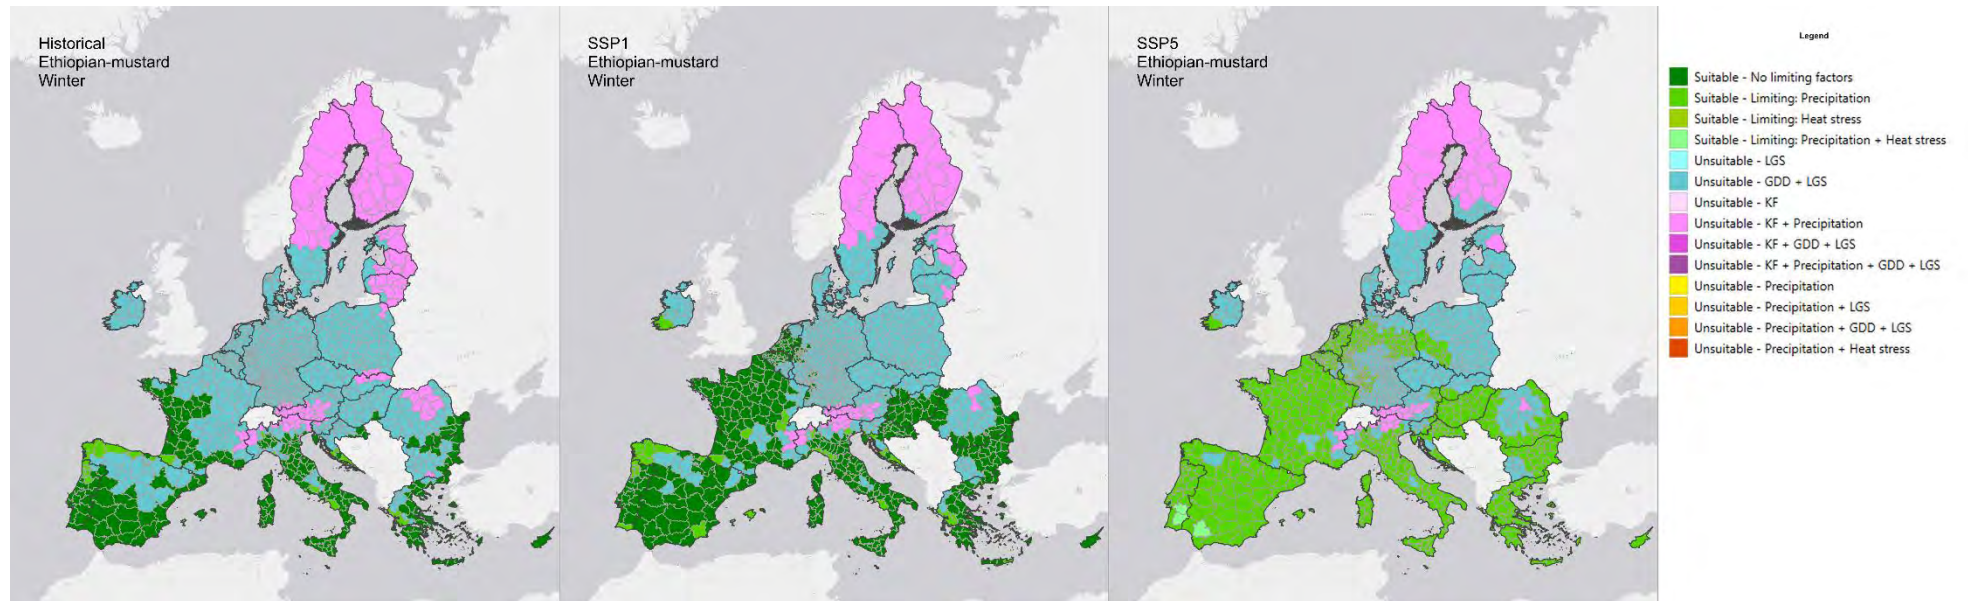 Historical
Ethiopian-mustard
Winter
SSP1
Ethiopian-mustard
Winter
SSP5
Ethiopian-mustard
Winter
Legend
Suitable - No limiting factors
Suitable - Limiting: Precipitation
Suitable - Limiting: Heat stress
Suitable - Limiting: Precipitation + Heat stress
Unsuitable - LGS
Unsuitable - GDD + LGS
Unsuitable - KF
Unsuitable - KF + Precipitation
Unsuitable - KF + GDD + LGS
Unsuitable - KF + Precipitation + GDD + LGS
Unsuitable - Precipitation
Unsuitable - Precipitation + LGS
Unsuitable - Precipitation + GDD + LGS
Unsuitable - Precipitation + Heat stress